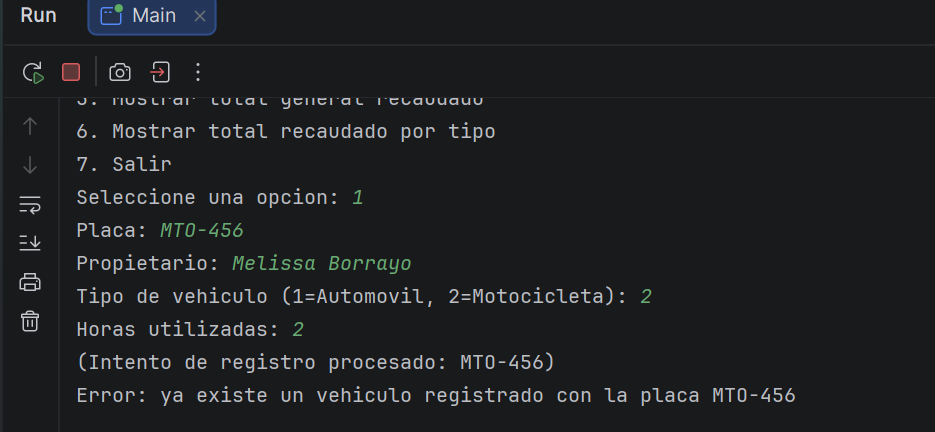 Run Main
5. Mostrar total general recaudado
6. Mostrar total recaudado por tipo
7. Salir
Seleccione una opcion: 1
Placa: MTO-456
Propietario: Melissa Borrayo
Tipo de vehiculo (1=Automovil, 2=Motocicleta): 2
Horas utilizadas: 2
(Intento de registro procesado: MTO-456)
Error: ya existe un vehiculo registrado con la placa MTO-456